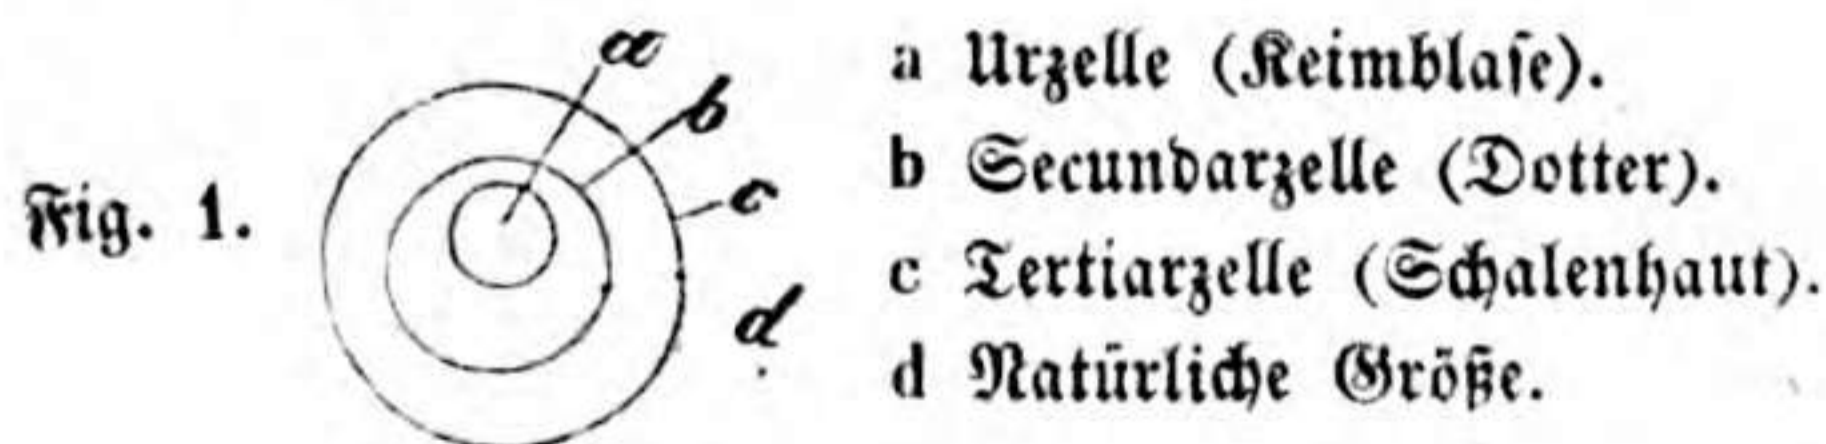 Fig. 1.
a
b
c
d
a Urzelle (Keimblase).
b Secundarzelle (Dotter).
c Tertiarzelle (Schalenhaut).
d Natürliche Größe.